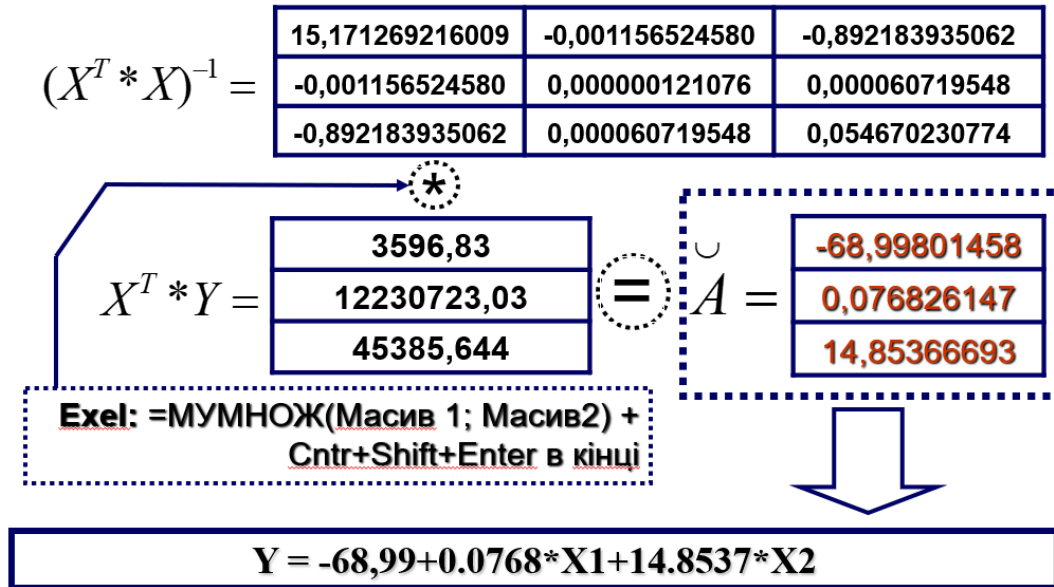 (X^T * X)^{-1} =
15,171269216009 -0,001156524580 -0,892183935062
-0,001156524580 0,000000121076 0,000060719548
-0,892183935062 0,000060719548 0,054670230774
*
X^T * Y =
3596,83
12230723,03
45385,644
=
Ă =
-68,99801458
0,076826147
14,85366693
Exel: =МУМНОЖ(Масив 1; Масив2) +
Cntr+Shift+Enter в кінці
Y = -68,99+0.0768*X1+14.8537*X2